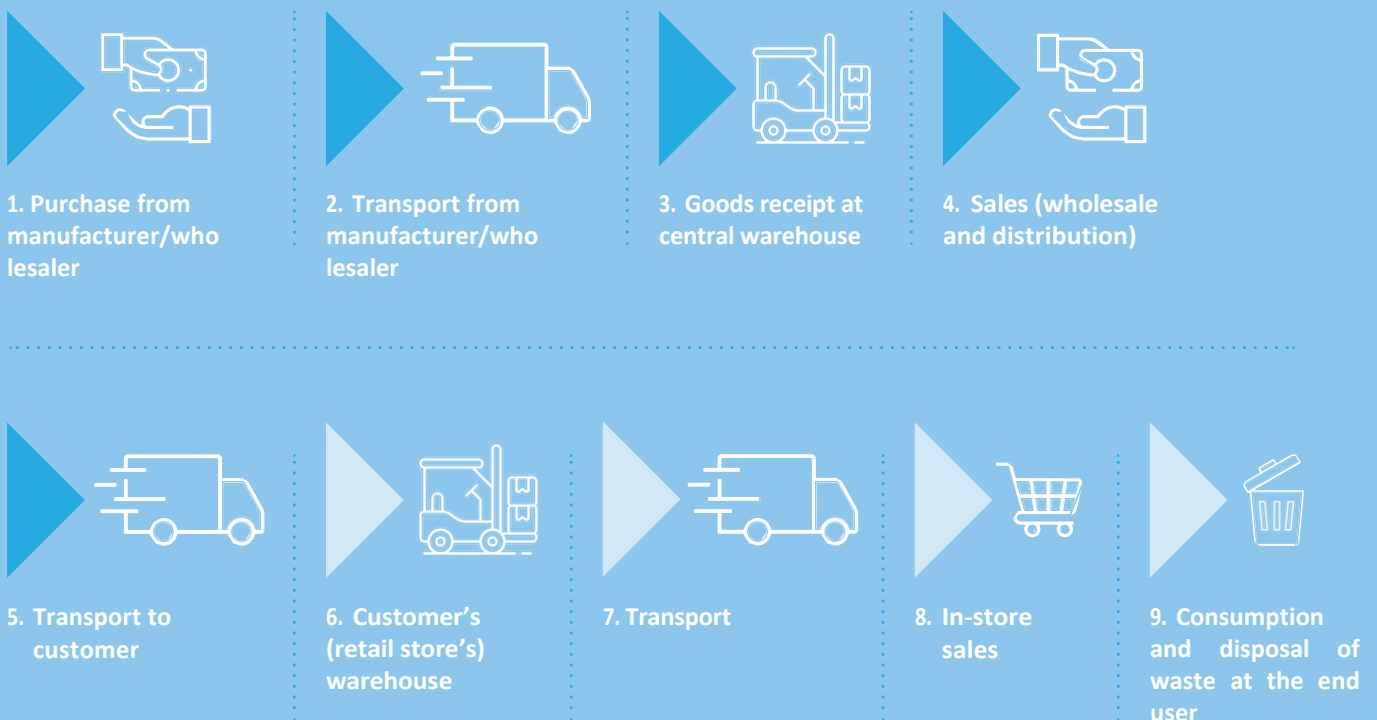 1. Purchase from
manufacturer/who
lesaler
2. Transport from
manufacturer/who
lesaler
3. Goods receipt at
central warehouse
4. Sales (wholesale
and distribution)
5. Transport to
customer
6. Customer’s
(retail store’s)
warehouse
7. Transport
8. In-store
sales
9. Consumption
and disposal of
waste at the end
user